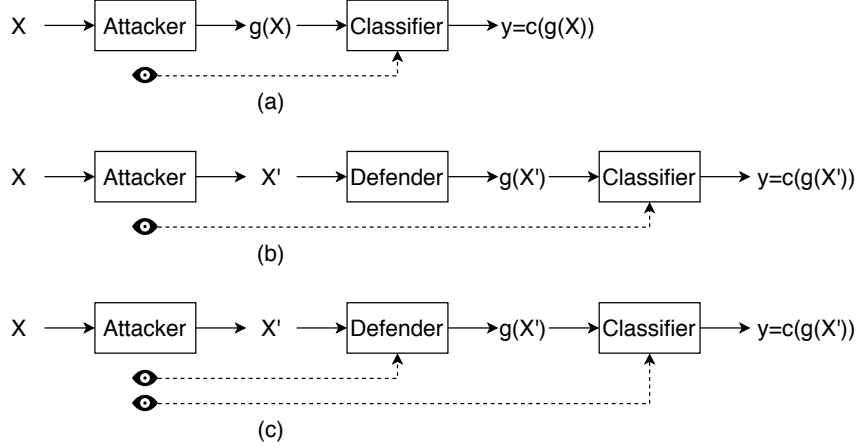 X Attacker g(X) Classifier y=c(g(X))
(a)
X Attacker X' Defender g(X') Classifier y=c(g(X'))
(b)
X Attacker X' Defender g(X') Classifier y=c(g(X'))
(c)